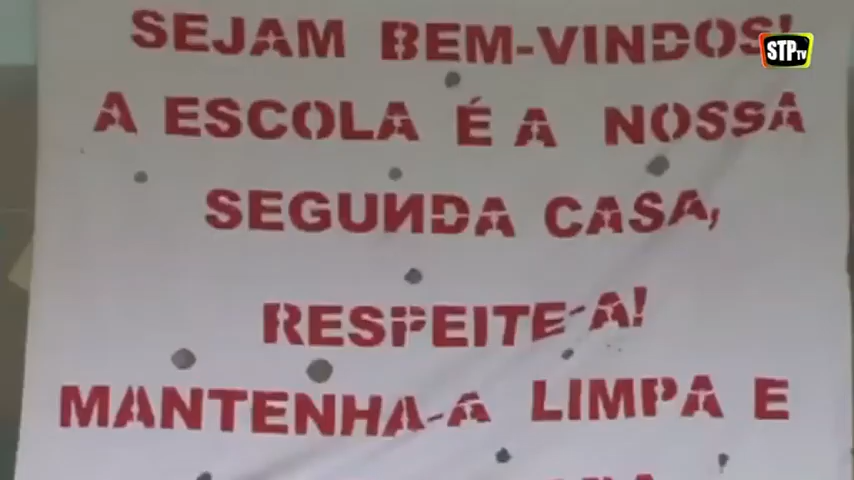 SEJAM BEM-VINDOS!
STPTV
A ESCOLA É A NOSSA
SEGUNDA CASA,
RESPEITE-A!
MANTENHA-A LIMPA E